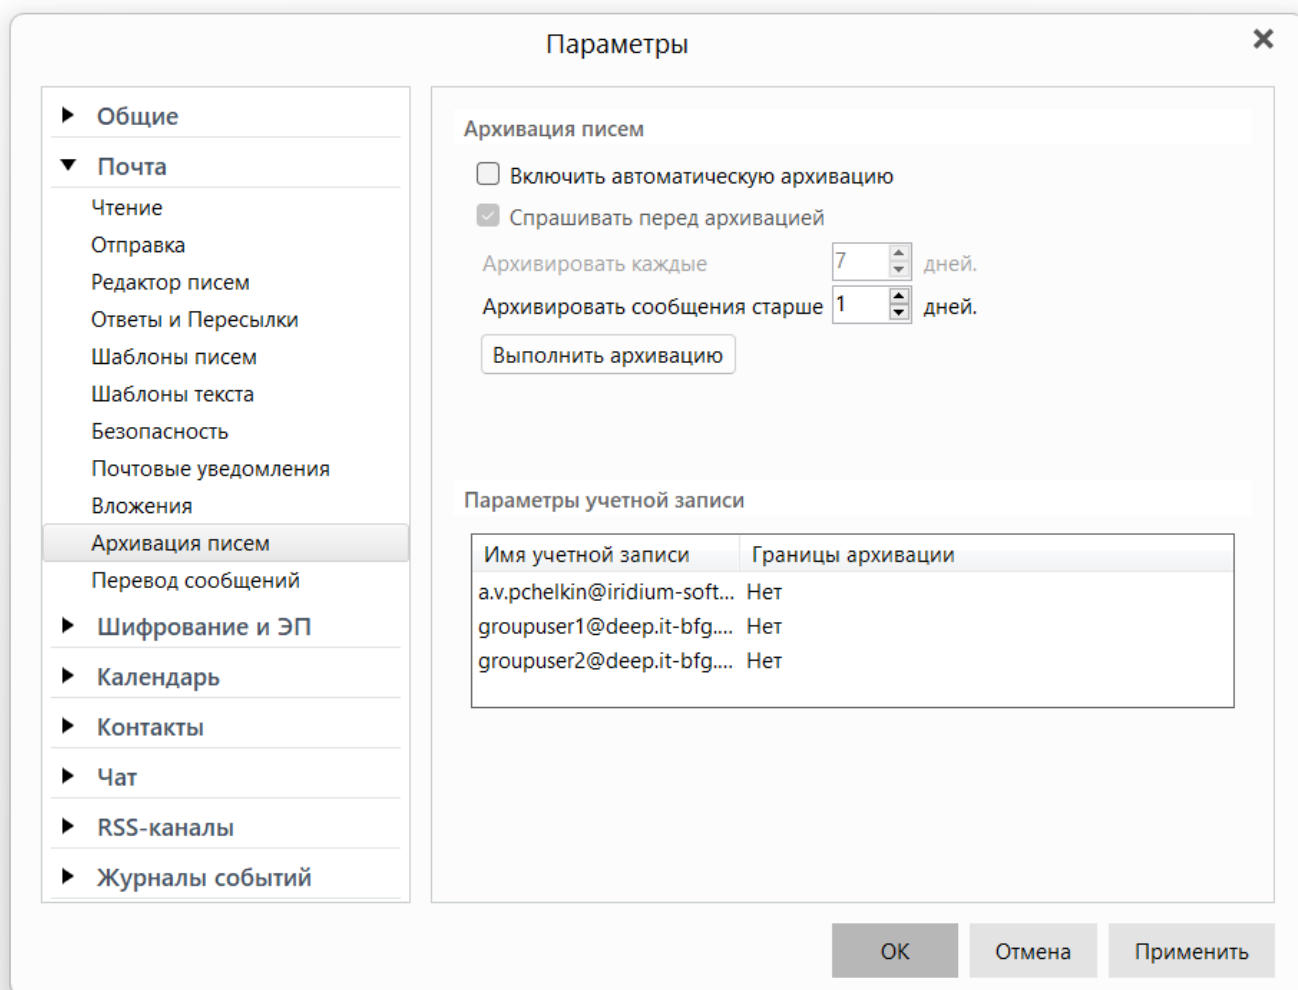 Параметры
Общие
Почта
Чтение
Отправка
Редактор писем
Ответы и Пересылки
Шаблоны писем
Шаблоны текста
Безопасность
Почтовые уведомления
Вложения
Архивация писем
Перевод сообщений
Шифрование и ЭП
Календарь
Контакты
Чат
RSS-каналы
Журналы событий
Архивация писем
Включить автоматическую архивацию
Спрашивать перед архивацией
Архивировать каждые 7 дней.
Архивировать сообщения старше 1 дней.
Выполнить архивацию
Параметры учетной записи
Имя учетной записи Границы архивации
a.v.pchelkin@iridium-soft... Нет
groupuser1@deep.it-bfg.... Нет
groupuser2@deep.it-bfg.... Нет
ОК Отмена Применить